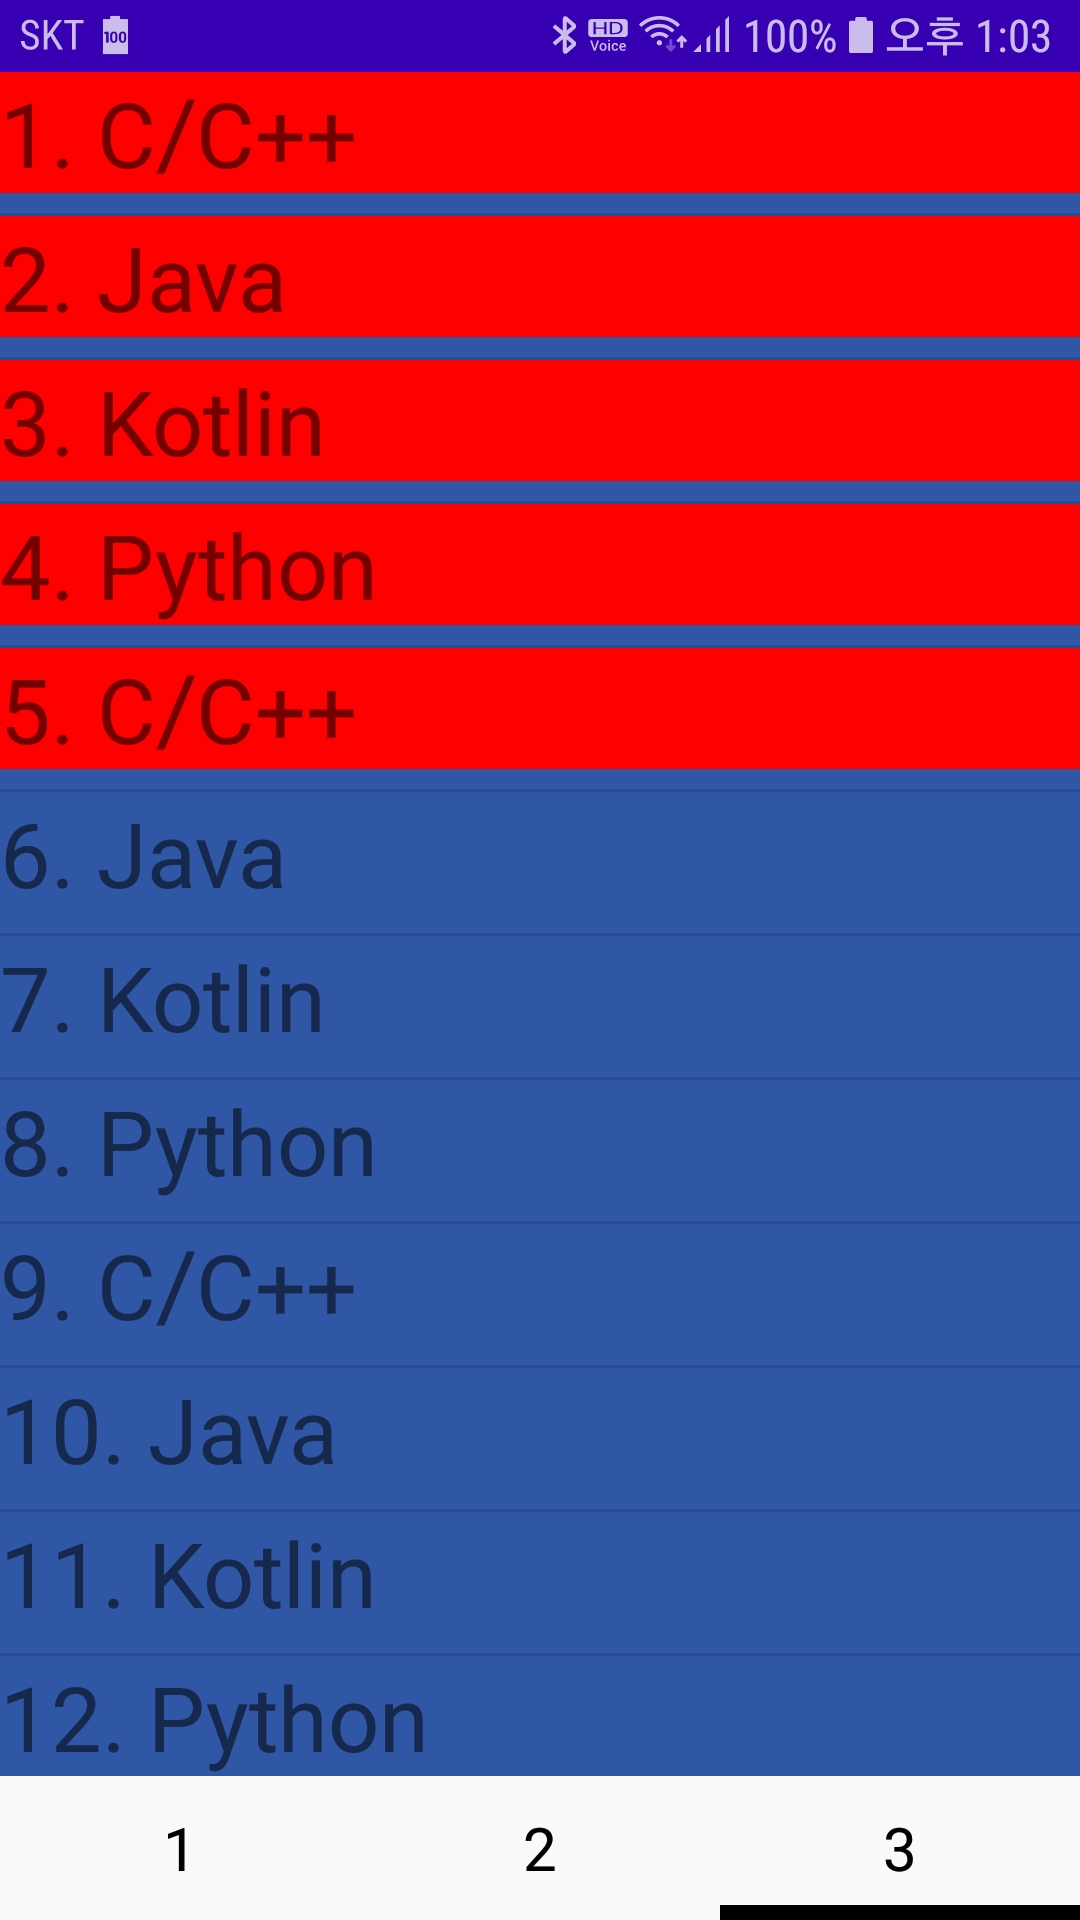 SKT 100 HD Voice 100% 오후 1:03
1. C/C++
2. Java
3. Kotlin
4. Python
5. C/C++
6. Java
7. Kotlin
8. Python
9. C/C++
10. Java
11. Kotlin
12. Python
1 2 3